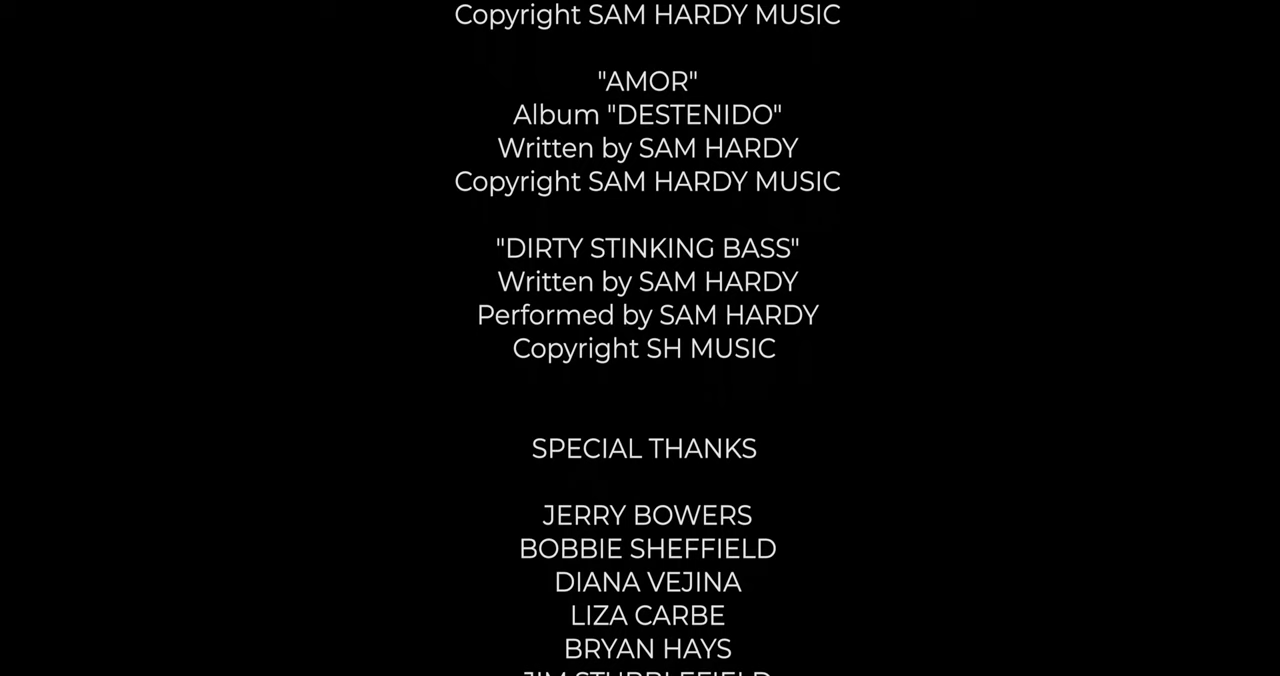 Copyright SAM HARDY MUSIC
"AMOR"
Album "DESTENIDO"
Written by SAM HARDY
Copyright SAM HARDY MUSIC
"DIRTY STINKING BASS"
Written by SAM HARDY
Performed by SAM HARDY
Copyright SH MUSIC
SPECIAL THANKS
JERRY BOWERS
BOBBIE SHEFFIELD
DIANA VEJINA
LIZA CARBE
BRYAN HAYS
JIM STUBBLEFIELD